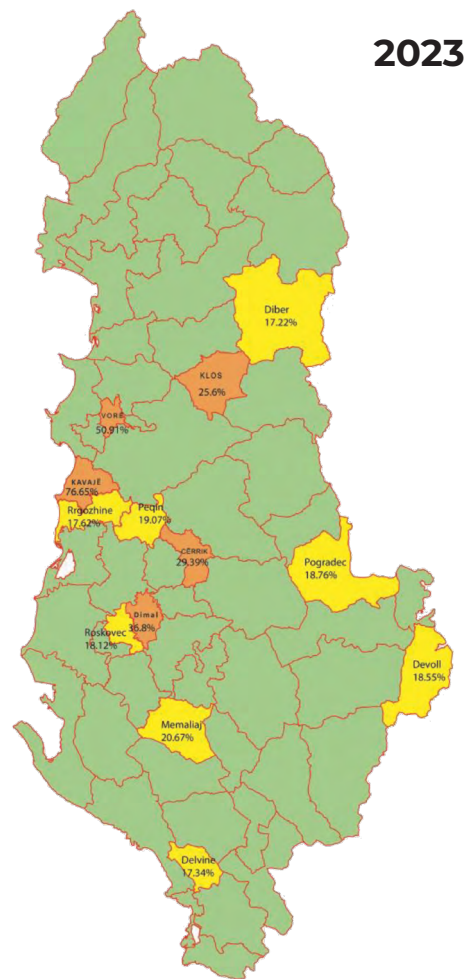 2023
Diber
17.22%
KLOS
25.6%
VORË
50.91%
KAVAJË
76.65%
Rrgozhine
17.62%
Peqin
19.07%
CËRRIK
29.39%
Pogradec
18.76%
Dimal
36.8%
Roskovec
18.12%
Devoll
18.55%
Memaliaj
20.67%
Delvine
17.34%